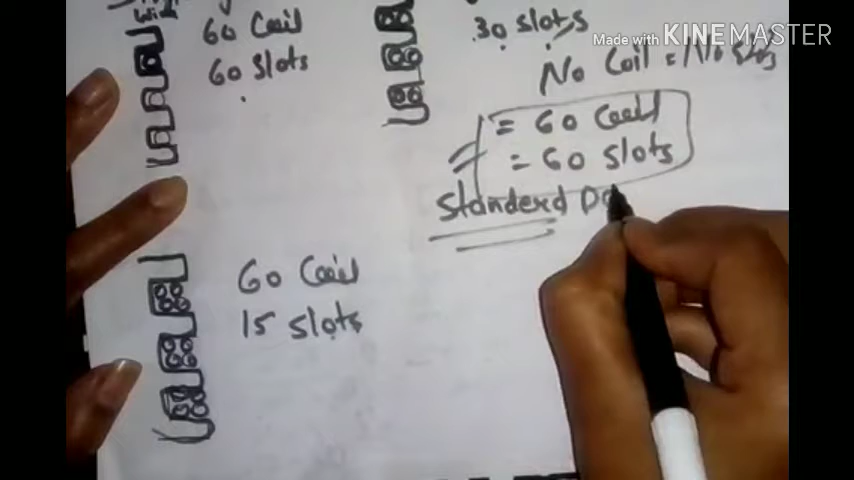 60 Coil
60 Slots
30 slots
No Coil = No slots
= 60 Coil
= 60 Slots
Standerd
60 Coil
15 slots
Made with KINEMASTER